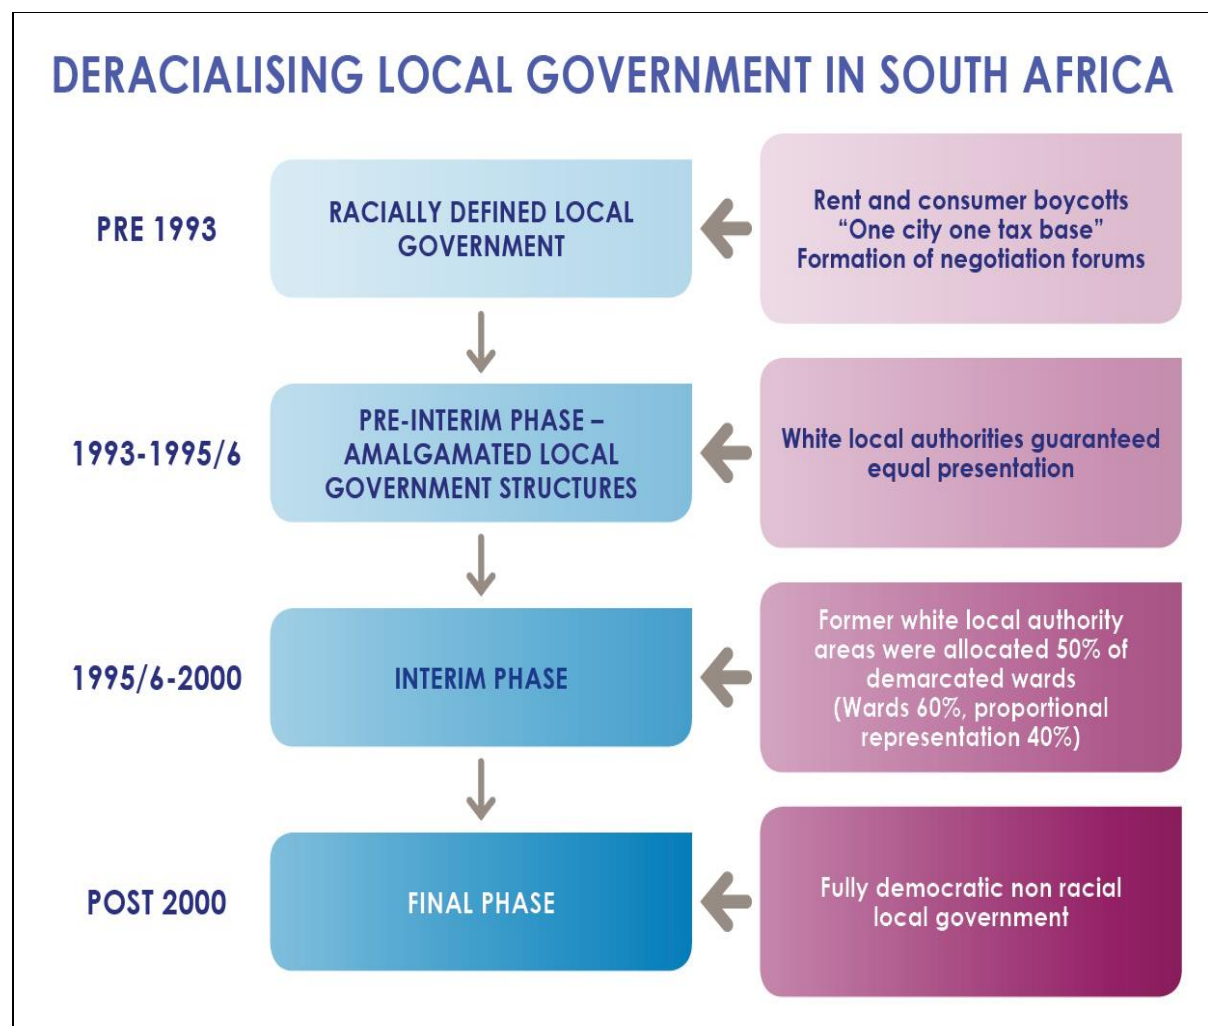 DERACIALISING LOCAL GOVERNMENT IN SOUTH AFRICA
PRE 1993
RACIALLY DEFINED LOCAL
GOVERNMENT
Rent and consumer boycotts
“One city one tax base”
Formation of negotiation forums
1993-1995/6
PRE-INTERIM PHASE –
AMALGAMATED LOCAL
GOVERNMENT STRUCTURES
White local authorities guaranteed
equal presentation
1995/6-2000
INTERIM PHASE
Former white local authority
areas were allocated 50% of
demarcated wards
(Wards 60%, proportional
representation 40%)
POST 2000
FINAL PHASE
Fully democratic non racial
local government